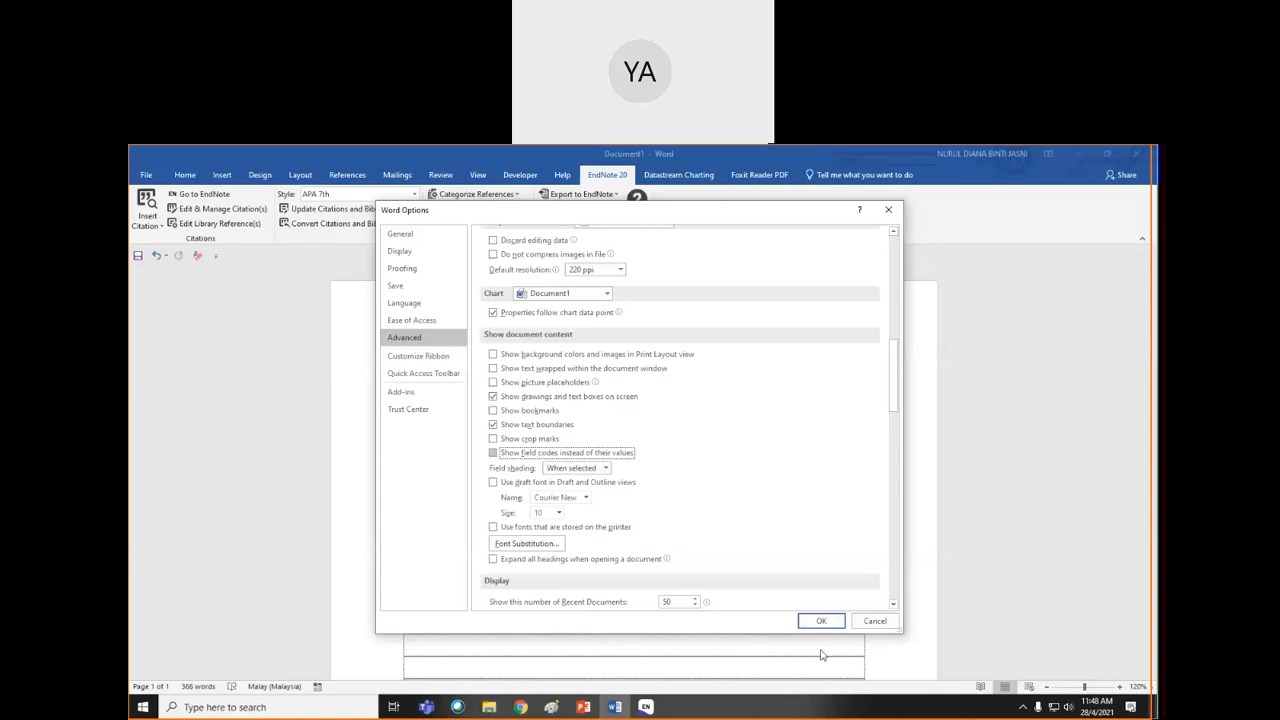 YA
Document1 - Word
NURUL DIANA BINTI JASNI
File Home Insert Design Layout References Mailings Review View Developer Help EndNote 20 Datastream Charting Foxit Reader PDF Tell me what you want to do Share
Insert Citation
Go to EndNote
Edit & Manage Citation(s)
Edit Library Reference(s)
Citations
Style: APA 7th
Update Citations and Bib
Convert Citations and Bib
Categorize References
Export to EndNote
Word Options
General
Display
Proofing
Save
Language
Ease of Access
Advanced
Customize Ribbon
Quick Access Toolbar
Add-ins
Trust Center
Discard editing data
Do not compress images in file
Default resolution: 220 ppi
Chart Document1
Properties follow chart data point
Show document content
Show background colors and images in Print Layout view
Show text wrapped within the document window
Show picture placeholders
Show drawings and text boxes on screen
Show bookmarks
Show text boundaries
Show crop marks
Show field codes instead of their values
Field shading: When selected
Use draft font in Draft and Outline views
Name: Courier New
Size: 10
Use fonts that are stored on the printer
Font Substitution...
Expand all headings when opening a document
Display
Show this number of Recent Documents: 50
OK Cancel
Page 1 of 1 366 words Malay (Malaysia) 120%
Type here to search
EN
11:48 AM
28/4/2021